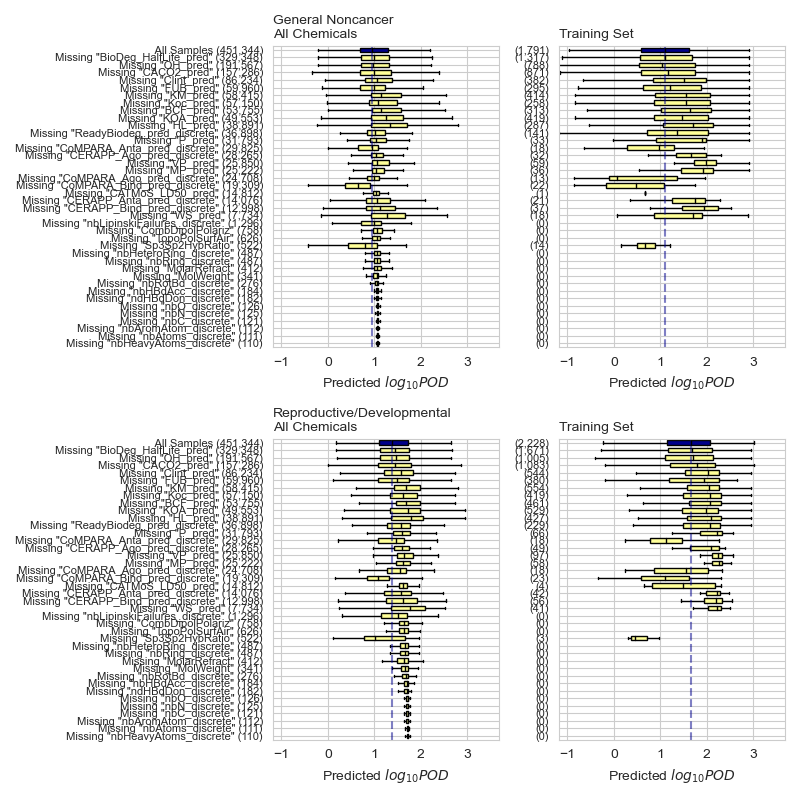 General Noncancer
All Chemicals
Training Set
All Samples (451,344)
Missing "BioDeg_HalfLife_pred" (329,348)
Missing "OH_pred" (191,567)
Missing "CACO2_pred" (157,286)
Missing "Clint_pred" (86,234)
Missing "FUB_pred" (59,960)
Missing "KM_pred" (58,415)
Missing "Koc_pred" (57,150)
Missing "BCF_pred" (53,755)
Missing "KOA_pred" (49,553)
Missing "HL_pred" (38,891)
Missing "ReadyBiodeg_pred_discrete" (36,898)
Missing "P_pred" (31,793)
Missing "CoMPARA_Anta_pred_discrete" (29,825)
Missing "CERAPP_Ago_pred_discrete" (28,265)
Missing "VP_pred" (25,850)
Missing "MP_pred" (25,222)
Missing "CoMPARA_Ago_pred_discrete" (24,708)
Missing "CoMPARA_Bind_pred_discrete" (19,309)
Missing "CATMoS_LD50_pred" (14,812)
Missing "CERAPP_Anta_pred_discrete" (14,076)
Missing "CERAPP_Bind_pred_discrete" (12,998)
Missing "WS_pred" (7,734)
Missing "nbLipinskiFailures_discrete" (1,296)
Missing "CombDipolPolariz" (758)
Missing "TopoPolSurfAir" (626)
Missing "Sp3Sp2HybRatio" (522)
Missing "nbHeteroRing_discrete" (487)
Missing "nbRing_discrete" (487)
Missing "MolarRefract" (412)
Missing "MolWeight" (341)
Missing "nbRotBd_discrete" (276)
Missing "nbHBdAcc_discrete" (184)
Missing "ndHBdDon_discrete" (182)
Missing "nbO_discrete" (126)
Missing "nbN_discrete" (125)
Missing "nbC_discrete" (121)
Missing "nbAromAtom_discrete" (112)
Missing "nbAtoms_discrete" (111)
Missing "nbHeavyAtoms_discrete" (110)
−1 0 1 2 3
Predicted log10POD
(1,791)
(1,317)
(788)
(871)
(382)
(295)
(414)
(258)
(313)
(419)
(287)
(141)
(33)
(18)
(32)
(59)
(36)
(13)
(22)
(1)
(21)
(37)
(18)
(0)
(0)
(0)
(14)
(0)
(0)
(0)
(0)
(0)
(0)
(0)
(0)
(0)
(0)
(0)
(0)
(0)
−1 0 1 2 3
Predicted log10POD
Reproductive/Developmental
All Chemicals
Training Set
All Samples (451,344)
Missing "BioDeg_HalfLife_pred" (329,348)
Missing "OH_pred" (191,567)
Missing "CACO2_pred" (157,286)
Missing "Clint_pred" (86,234)
Missing "FUB_pred" (59,960)
Missing "KM_pred" (58,415)
Missing "Koc_pred" (57,150)
Missing "BCF_pred" (53,755)
Missing "KOA_pred" (49,553)
Missing "HL_pred" (38,891)
Missing "ReadyBiodeg_pred_discrete" (36,898)
Missing "P_pred" (31,793)
Missing "CoMPARA_Anta_pred_discrete" (29,825)
Missing "CERAPP_Ago_pred_discrete" (28,265)
Missing "VP_pred" (25,850)
Missing "MP_pred" (25,222)
Missing "CoMPARA_Ago_pred_discrete" (24,708)
Missing "CoMPARA_Bind_pred_discrete" (19,309)
Missing "CATMoS_LD50_pred" (14,812)
Missing "CERAPP_Anta_pred_discrete" (14,076)
Missing "CERAPP_Bind_pred_discrete" (12,998)
Missing "WS_pred" (7,734)
Missing "nbLipinskiFailures_discrete" (1,296)
Missing "CombDipolPolariz" (758)
Missing "TopoPolSurfAir" (626)
Missing "Sp3Sp2HybRatio" (522)
Missing "nbHeteroRing_discrete" (487)
Missing "nbRing_discrete" (487)
Missing "MolarRefract" (412)
Missing "MolWeight" (341)
Missing "nbRotBd_discrete" (276)
Missing "nbHBdAcc_discrete" (184)
Missing "ndHBdDon_discrete" (182)
Missing "nbO_discrete" (126)
Missing "nbN_discrete" (125)
Missing "nbC_discrete" (121)
Missing "nbAromAtom_discrete" (112)
Missing "nbAtoms_discrete" (111)
Missing "nbHeavyAtoms_discrete" (110)
−1 0 1 2 3
Predicted log10POD
(2,228)
(1,671)
(1,005)
(1,083)
(544)
(380)
(554)
(419)
(461)
(529)
(427)
(229)
(66)
(18)
(49)
(97)
(58)
(18)
(23)
(4)
(42)
(56)
(41)
(0)
(0)
(0)
(3)
(0)
(0)
(0)
(0)
(0)
(0)
(0)
(0)
(0)
(0)
(0)
(0)
(0)
−1 0 1 2 3
Predicted log10POD